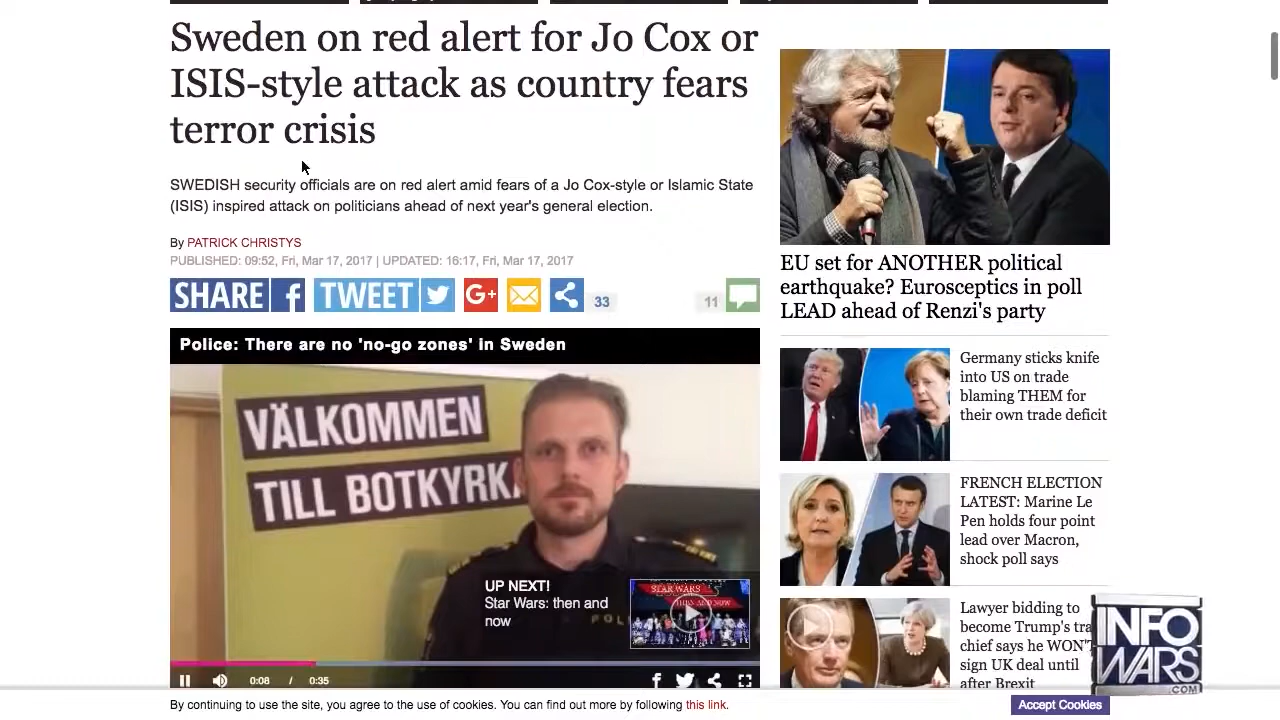 Sweden on red alert for Jo Cox or
ISIS-style attack as country fears
terror crisis
SWEDISH security officials are on red alert amid fears of a Jo Cox-style or Islamic State
(ISIS) inspired attack on politicians ahead of next year's general election.
By PATRICK CHRISTYS
PUBLISHED: 09:52, Fri, Mar 17, 2017 | UPDATED: 16:17, Fri, Mar 17, 2017
SHARE f TWEET G+ 33 11
Police: There are no 'no-go zones' in Sweden
VÄLKOMMEN
TILL BOTKYRK
UP NEXT!
Star Wars: then and
now
STAR WARS
THEN AND NOW
POL
0:08 / 0:35
EU set for ANOTHER political
earthquake? Eurosceptics in poll
LEAD ahead of Renzi's party
Germany sticks knife
into US on trade
blaming THEM for
their own trade deficit
FRENCH ELECTION
LATEST: Marine Le
Pen holds four point
lead over Macron,
shock poll says
Lawyer bidding to
become Trump's tra
chief says he WON'T
sign UK deal until
after Brexit
INFO
WARS
.COM
By continuing to use the site, you agree to the use of cookies. You can find out more by following this link.
Accept Cookies